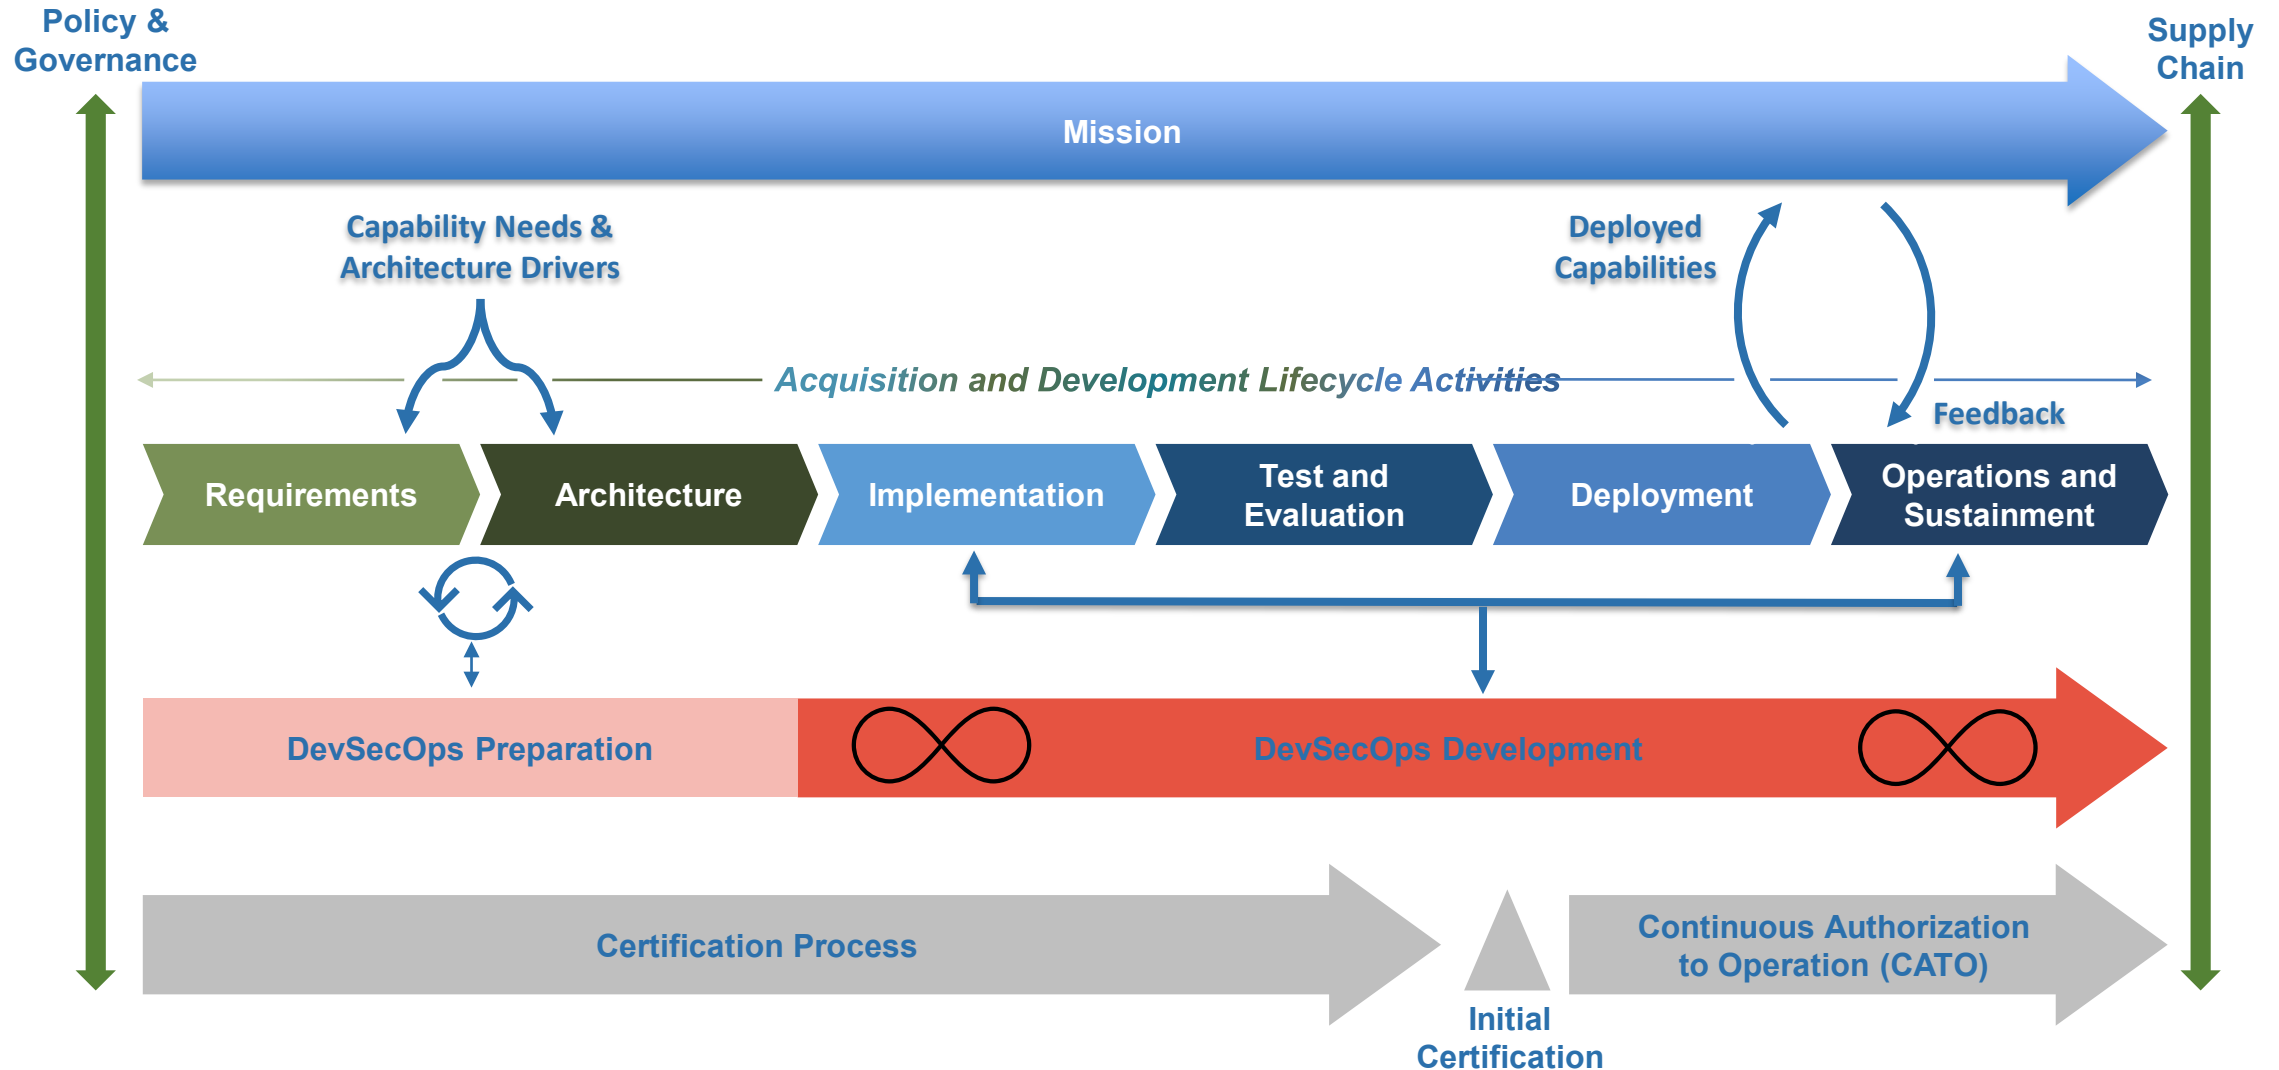 Policy &
Governance
Supply
Chain
Mission
Capability Needs &
Architecture Drivers
Deployed
Capabilities
Acquisition and Development Lifecycle Activities
Feedback
Requirements
Architecture
Implementation
Test and
Evaluation
Deployment
Operations and
Sustainment
DevSecOps Preparation
DevSecOps Development
Certification Process
Continuous Authorization
to Operation (CATO)
Initial
Certification